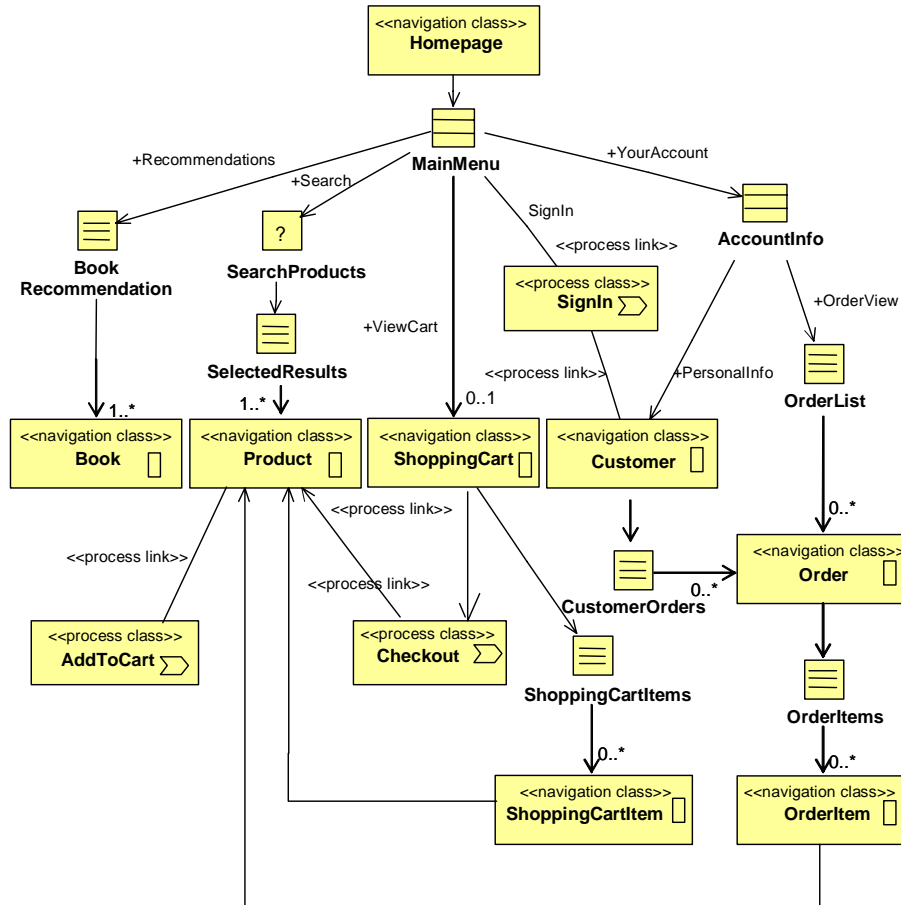 <<navigation class>>
Homepage
MainMenu
+Recommendations
+Search
+YourAccount
SignIn
<<process link>>
?
Book
Recommendation
SearchProducts
AccountInfo
<<process class>>
SignIn
+ViewCart
+OrderView
SelectedResults
<<process link>>
+PersonalInfo
OrderList
1..*
1..*
0..1
<<navigation class>>
Book
<<navigation class>>
Product
<<navigation class>>
ShoppingCart
<<navigation class>>
Customer
0..*
<<process link>>
<<process link>>
<<process link>>
<<navigation class>>
Order
0..*
CustomerOrders
<<process class>>
AddToCart
<<process class>>
Checkout
ShoppingCartItems
OrderItems
0..*
0..*
<<navigation class>>
ShoppingCartItem
<<navigation class>>
OrderItem